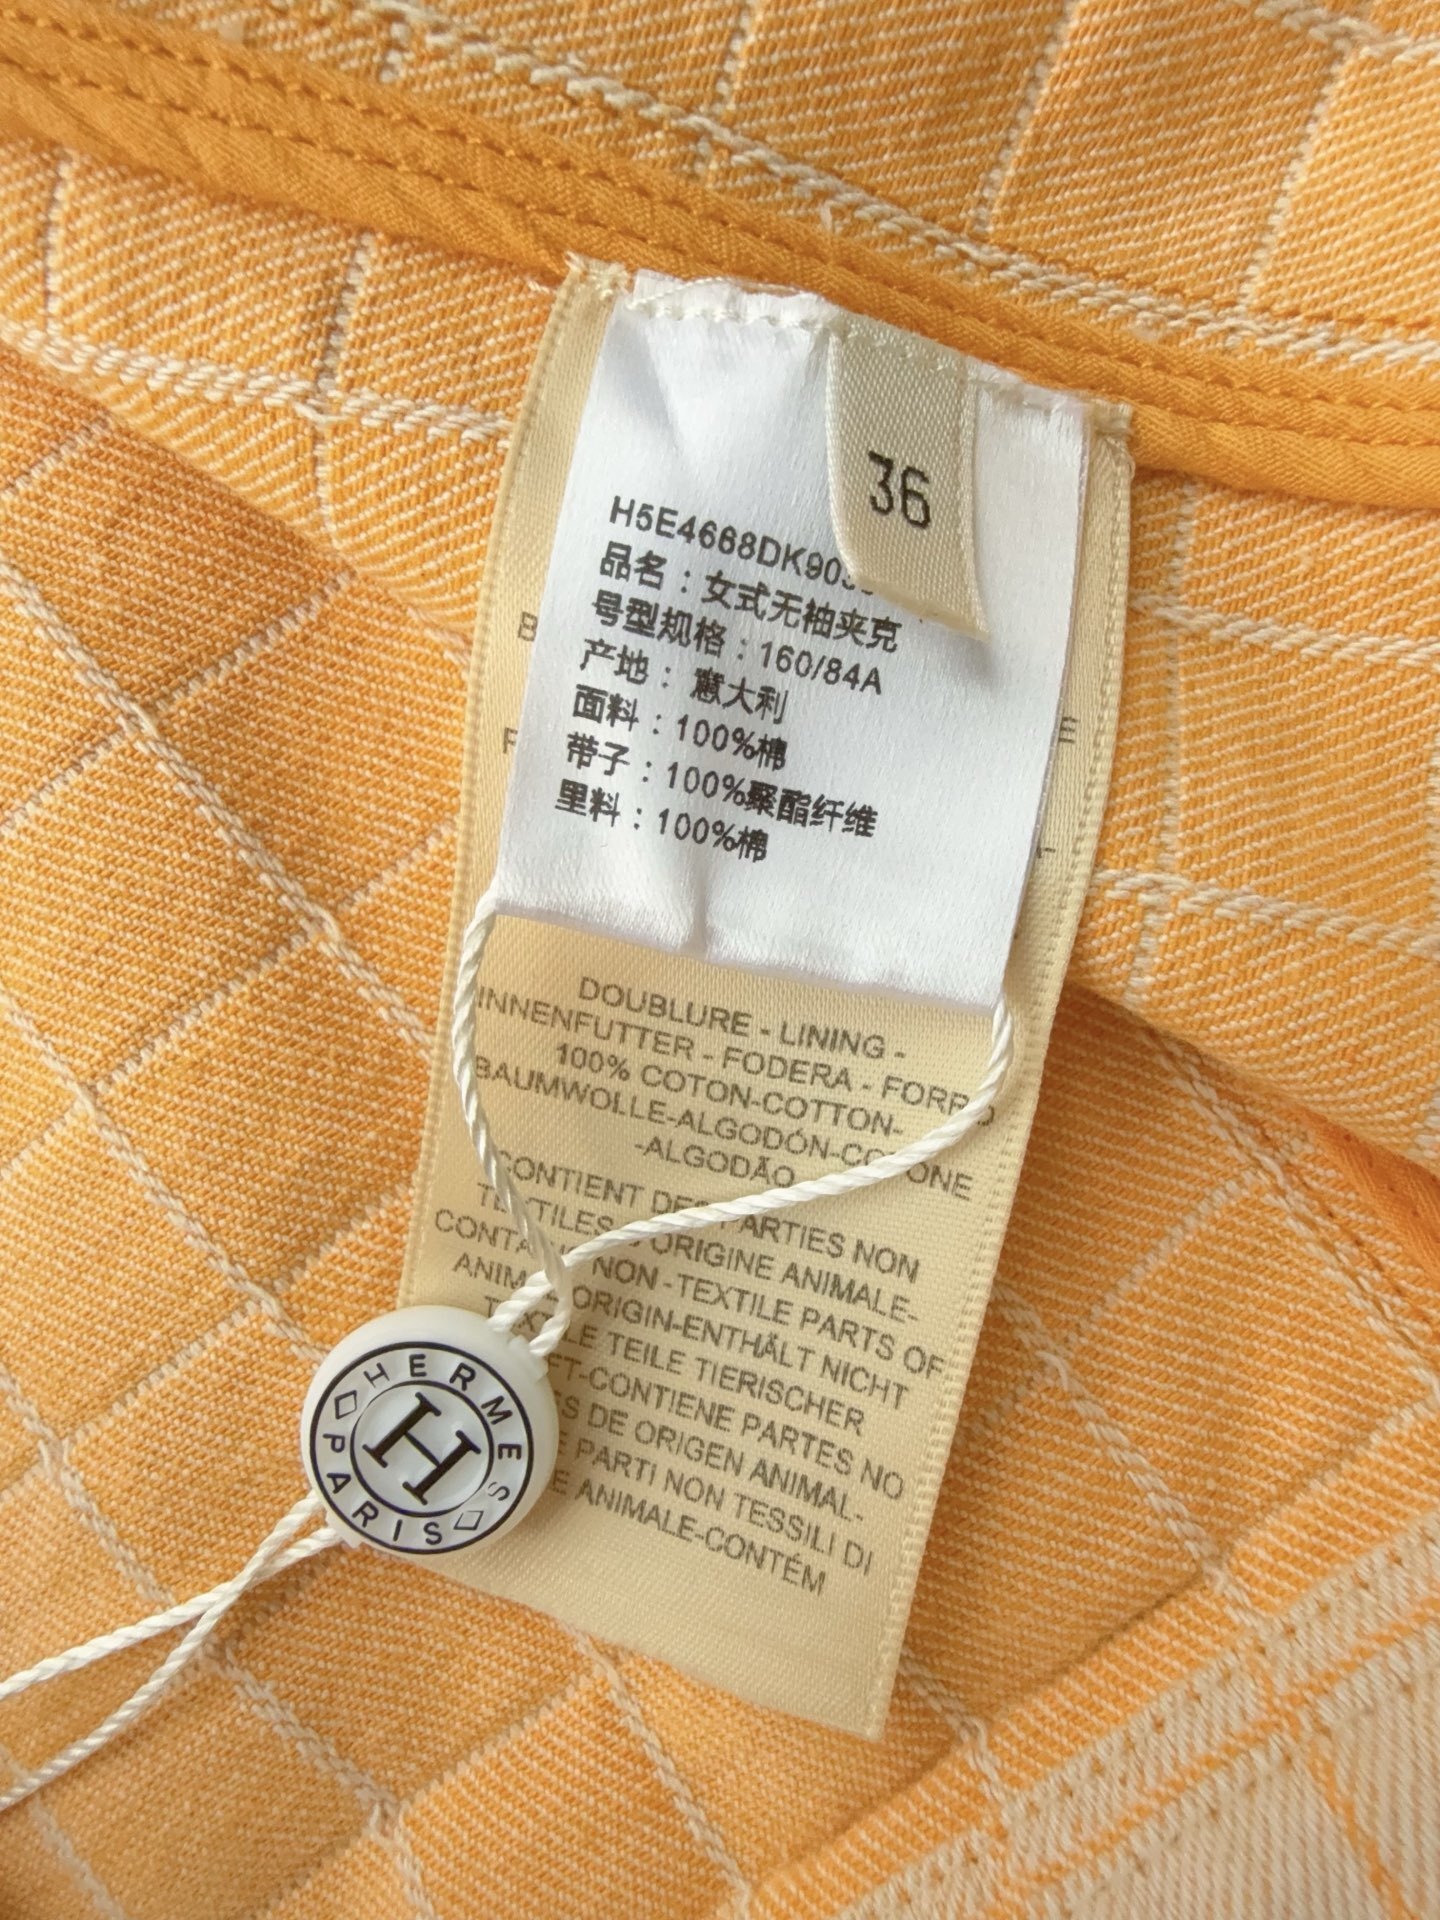 36
H5E4668DK90
品名：女式无袖夹克
号型规格：160/84A
产地：意大利
面料：100%棉
带子：100%聚酯纤维
里料：100%棉
DOUBLURE - LINING -
INNENFUTTER - FODERA - FORRO
100% COTON-COTTON-
BAUMWOLLE-ALGODÓN-COTONE
-ALGODÃO
CONTIENT DES PARTIES NON
TEXTILES D'ORIGINE ANIMALE-
NON-TEXTILE PARTS OF
ORIGIN-ENTHÄLT NICHT
TEILE TIERISCHER
-CONTIENE PARTES NO
DE ORIGEN ANIMAL-
PARTI NON TESSILI DI
ANIMALE-CONTÉM
HERMES
H
PARIS